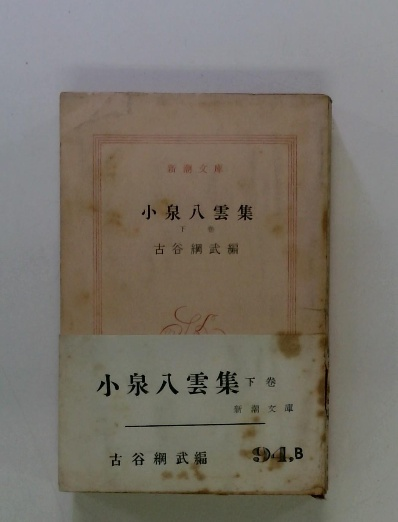 新潮文庫
小泉八雲集
下巻
古谷綱武編
小泉八雲集 下巻
新潮文庫
古谷綱武編
94.B